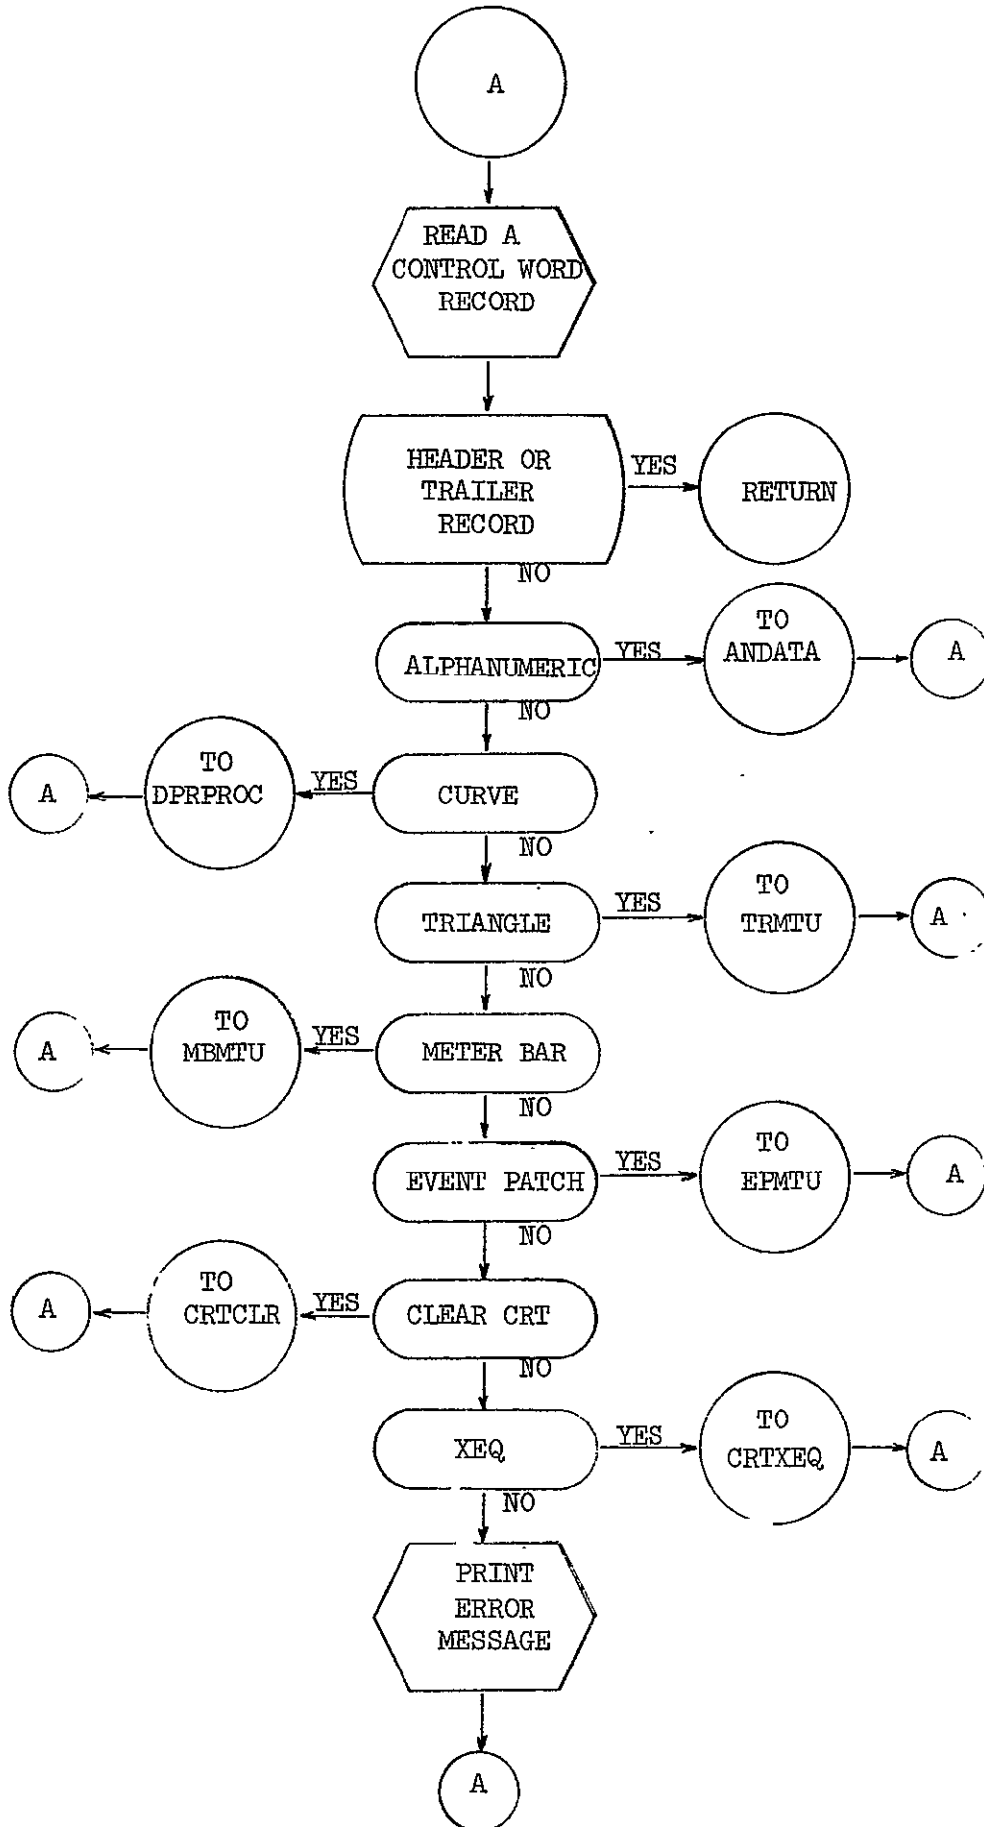 A
READ A
CONTROL WORD
RECORD
HEADER OR
TRAILER
RECORD
YES
RETURN
NO
ALPHANUMERIC
YES
TO
ANDATA
A
NO
A
TO
DPRPROC
YES
CURVE
NO
TRIANGLE
YES
TO
TRMTU
A
NO
A
TO
MBMTU
YES
METER BAR
NO
EVENT PATCH
YES
TO
EPMTU
A
NO
A
TO
CRTCLR
YES
CLEAR CRT
NO
XEQ
YES
TO
CRTXEQ
A
NO
PRINT
ERROR
MESSAGE
A